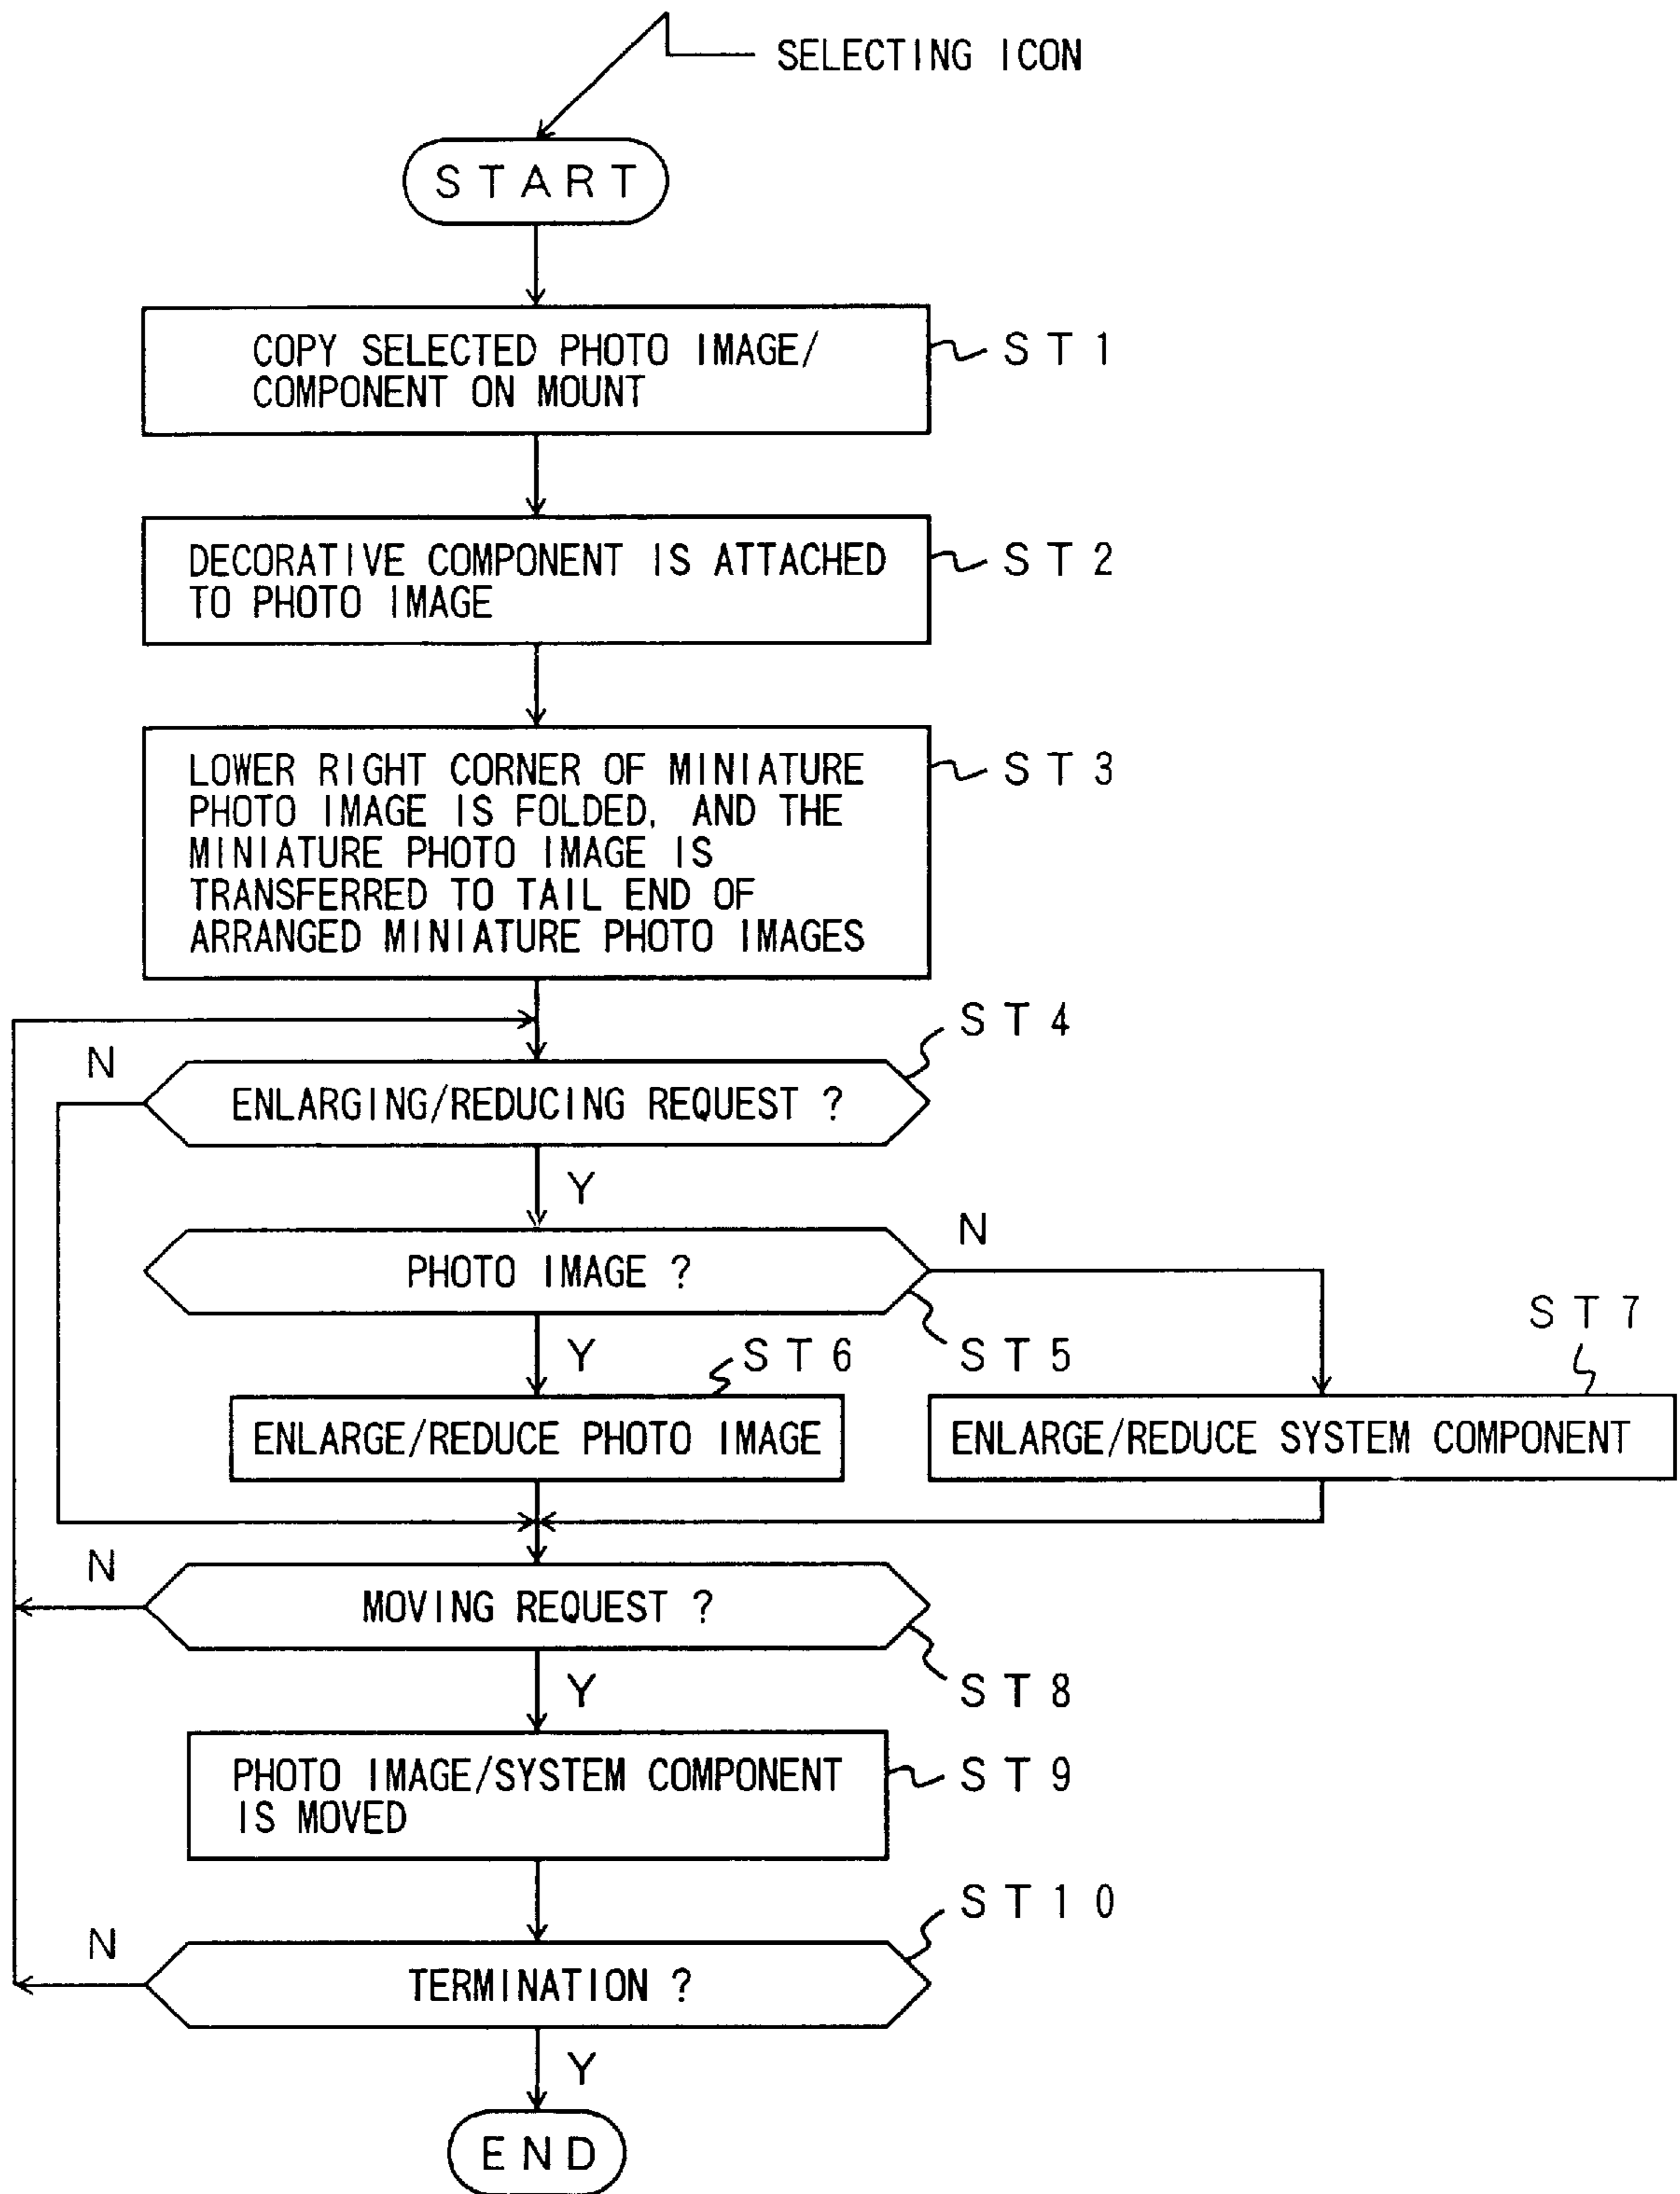 SELECTING ICON
START
COPY SELECTED PHOTO IMAGE/
COMPONENT ON MOUNT
ST1
DECORATIVE COMPONENT IS ATTACHED
TO PHOTO IMAGE
ST2
LOWER RIGHT CORNER OF MINIATURE
PHOTO IMAGE IS FOLDED, AND THE
MINIATURE PHOTO IMAGE IS
TRANSFERRED TO TAIL END OF
ARRANGED MINIATURE PHOTO IMAGES
ST3
ST4
N
ENLARGING/REDUCING REQUEST ?
Y
N
PHOTO IMAGE ?
ST5
Y
ST6
ST7
ENLARGE/REDUCE PHOTO IMAGE
ENLARGE/REDUCE SYSTEM COMPONENT
N
MOVING REQUEST ?
Y
ST8
PHOTO IMAGE/SYSTEM COMPONENT
IS MOVED
ST9
ST10
N
TERMINATION ?
Y
END